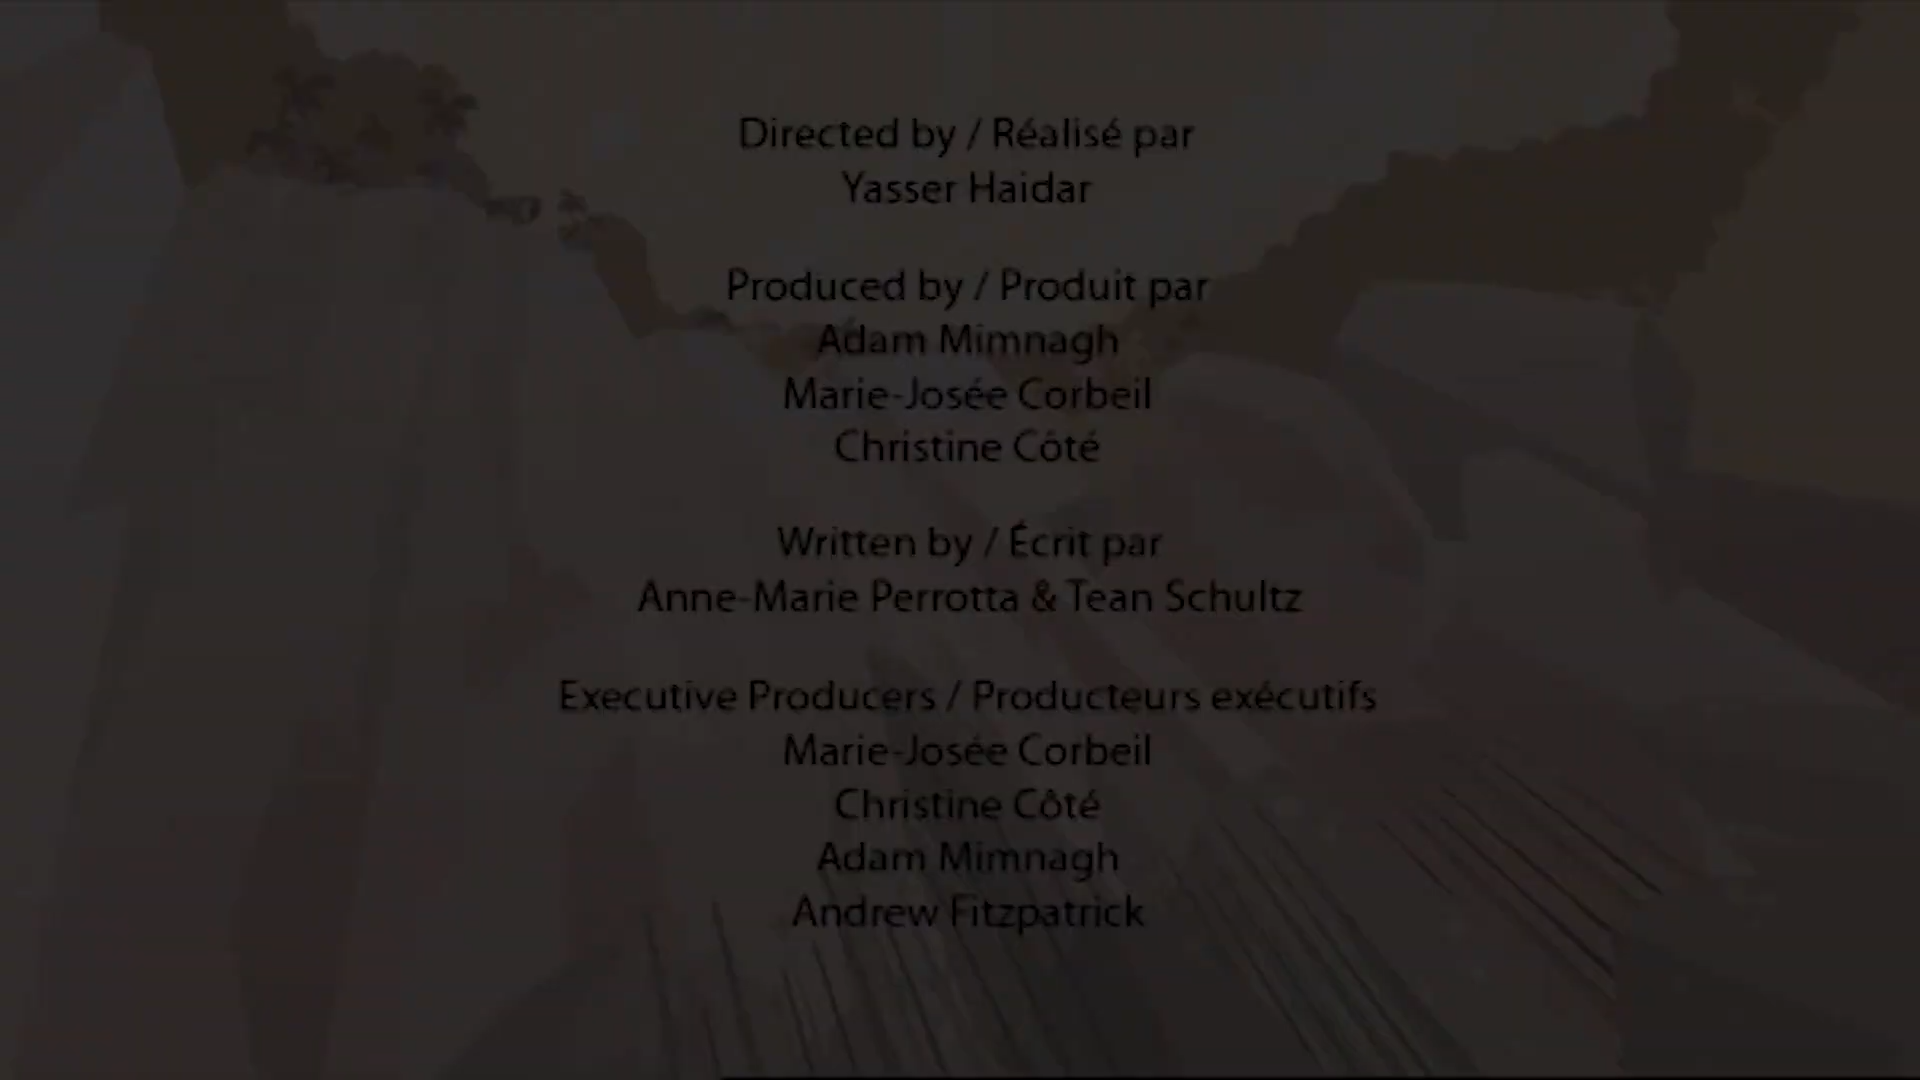 Directed by / Réalisé par
Yasser Haidar
Produced by / Produit par
Adam Mimnagh
Marie-Josée Corbeil
Christine Côté
Written by / Écrit par
Anne-Marie Perrotta & Tean Schultz
Executive Producers / Producteurs exécutifs
Marie-Josée Corbeil
Christine Côté
Adam Mimnagh
Andrew Fitzpatrick